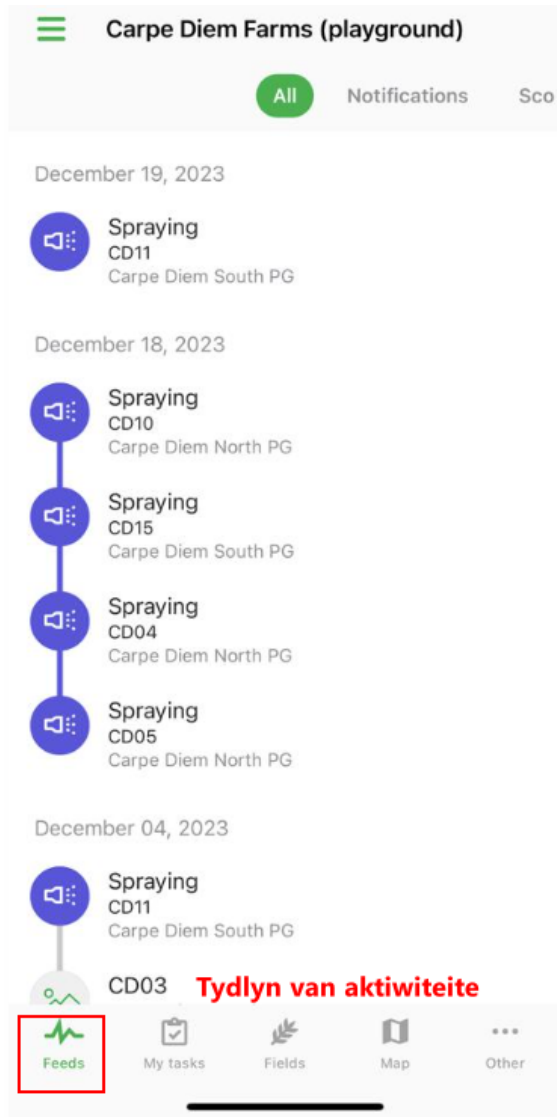 Carpe Diem Farms (playground)
All Notifications Sco
December 19, 2023
Spraying
CD11
Carpe Diem South PG
December 18, 2023
Spraying
CD10
Carpe Diem North PG
Spraying
CD15
Carpe Diem South PG
Spraying
CD04
Carpe Diem North PG
Spraying
CD05
Carpe Diem North PG
December 04, 2023
Spraying
CD11
Carpe Diem South PG
CD03 Tydlyn van aktiwiteite
Feeds My tasks Fields Map Other